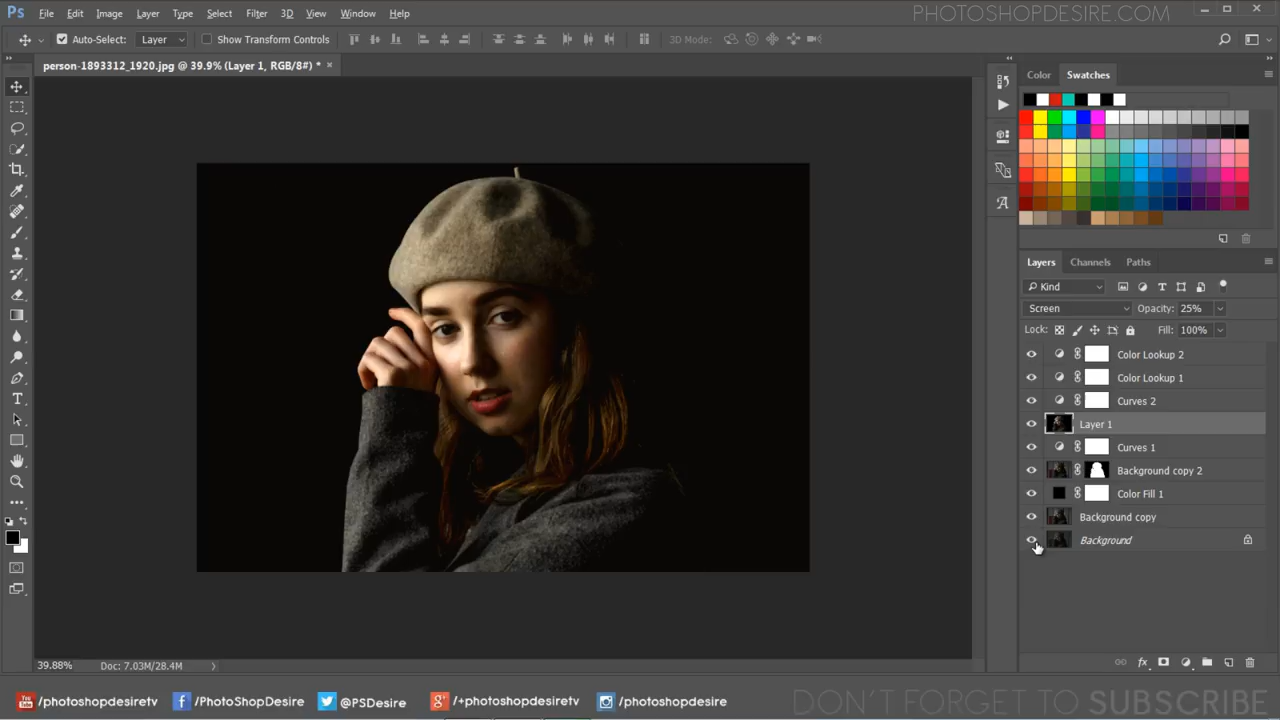 Ps File Edit Image Layer Type Select Filter 3D View Window Help PHOTOSHOPDESIRE.COM
Auto-Select: Layer Show Transform Controls 3D Mode:
person-1893312_1920.jpg @ 39.9% (Layer 1, RGB/8#) * ×
Color Swatches
Layers Channels Paths
Kind
Screen Opacity: 25%
Lock: Fill: 100%
Color Lookup 2
Color Lookup 1
Curves 2
Layer 1
Curves 1
Background copy 2
Color Fill 1
Background copy
Background
39.88% Doc: 7.03M/28.4M
You Tube /photoshopdesiretv /PhotoShopDesire @PSDesire g+ /+photoshopdesiretv /photoshopdesire DON'T FORGET TO SUBSCRIBE